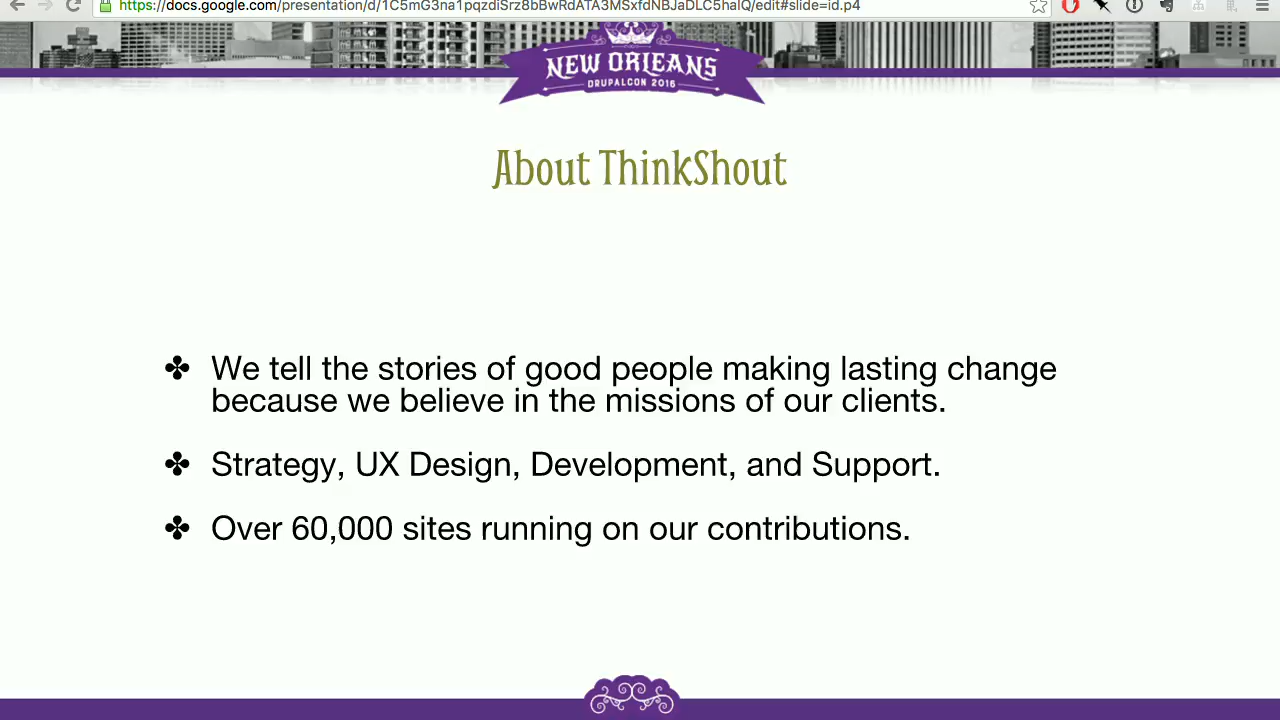 https://docs.google.com/presentation/d/1C5mG3na1pqzdiSrz8bBwRdATA3MSxfdNBJaDLC5halQ/edit#slide=id.p4
NEW ORLEANS
DRUPALCON 2016
About ThinkShout
✤ We tell the stories of good people making lasting change
because we believe in the missions of our clients.
✤ Strategy, UX Design, Development, and Support.
✤ Over 60,000 sites running on our contributions.